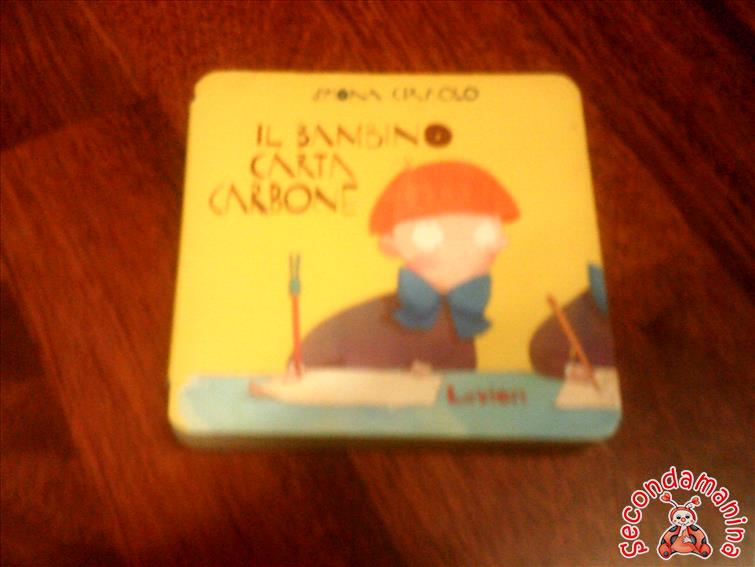 IL BAMBINO
CARTA
CARBONE
Lavieri
secondamanina